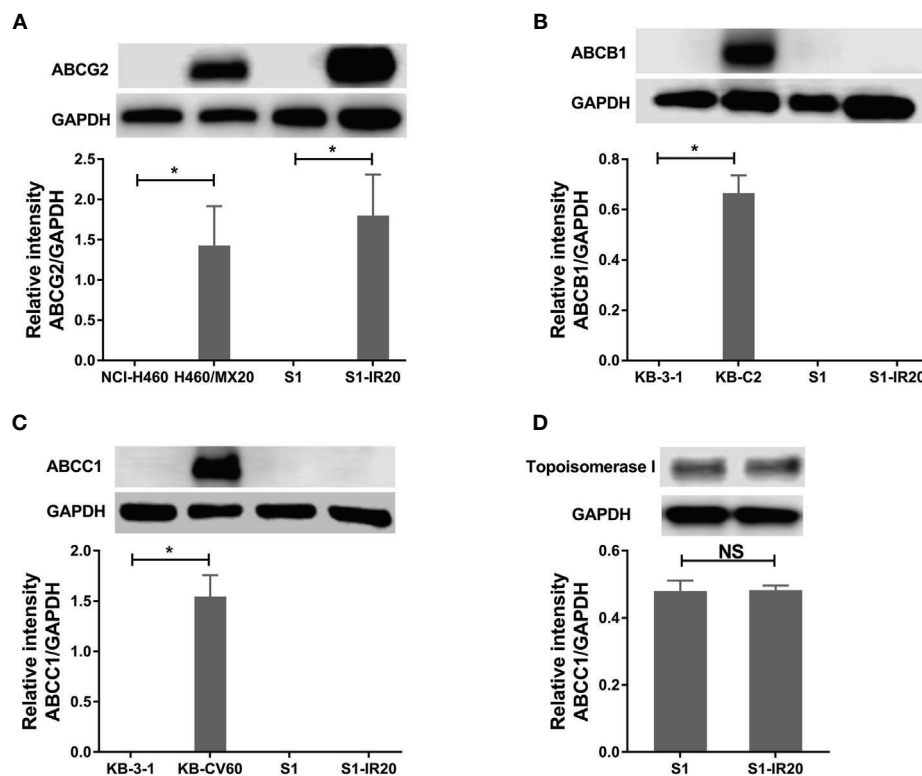 A
ABCG2
GAPDH
Relative intensity
ABCG2/GAPDH
2.5
2.0
1.5
1.0
0.5
0.0
*
*
NCI-H460 H460/MX20 S1 S1-IR20
B
ABCB1
GAPDH
Relative intensity
ABCB1/GAPDH
0.8
0.6
0.4
0.2
0.0
*
KB-3-1 KB-C2 S1 S1-IR20
C
ABCC1
GAPDH
Relative intensity
ABCC1/GAPDH
2.0
1.5
1.0
0.5
0.0
*
KB-3-1 KB-CV60 S1 S1-IR20
D
Topoisomerase I
GAPDH
Relative intensity
ABCC1/GAPDH
0.6
0.4
0.2
0.0
NS
S1 S1-IR20